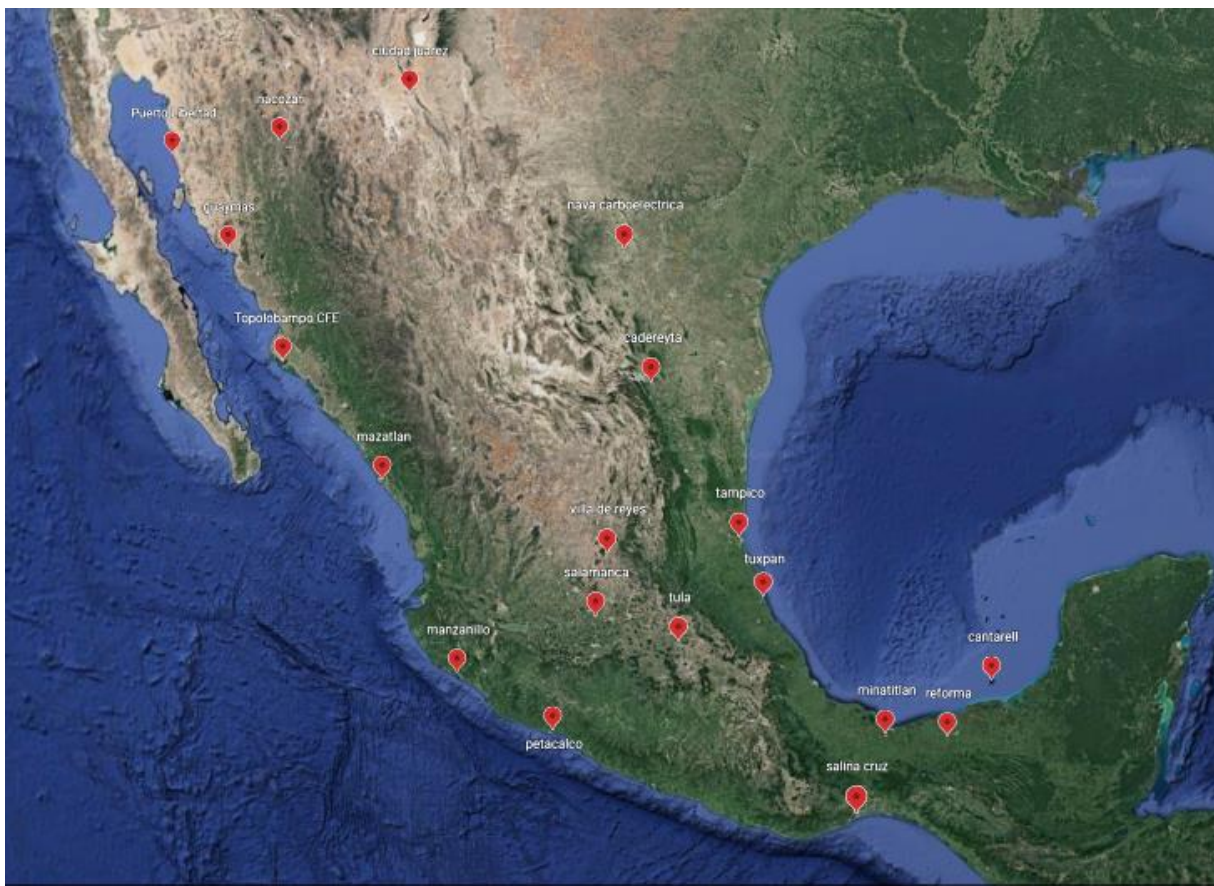 ciudad juarez
nacozari
Puerto Libertad
guaymas
nava carboelectrica
Topolobampo CFE
cadereyta
mazatlan
tampico
villa de reyes
tuxpan
salamanca
tula
manzanillo
cantarell
minatitlan
reforma
petacalco
salina cruz